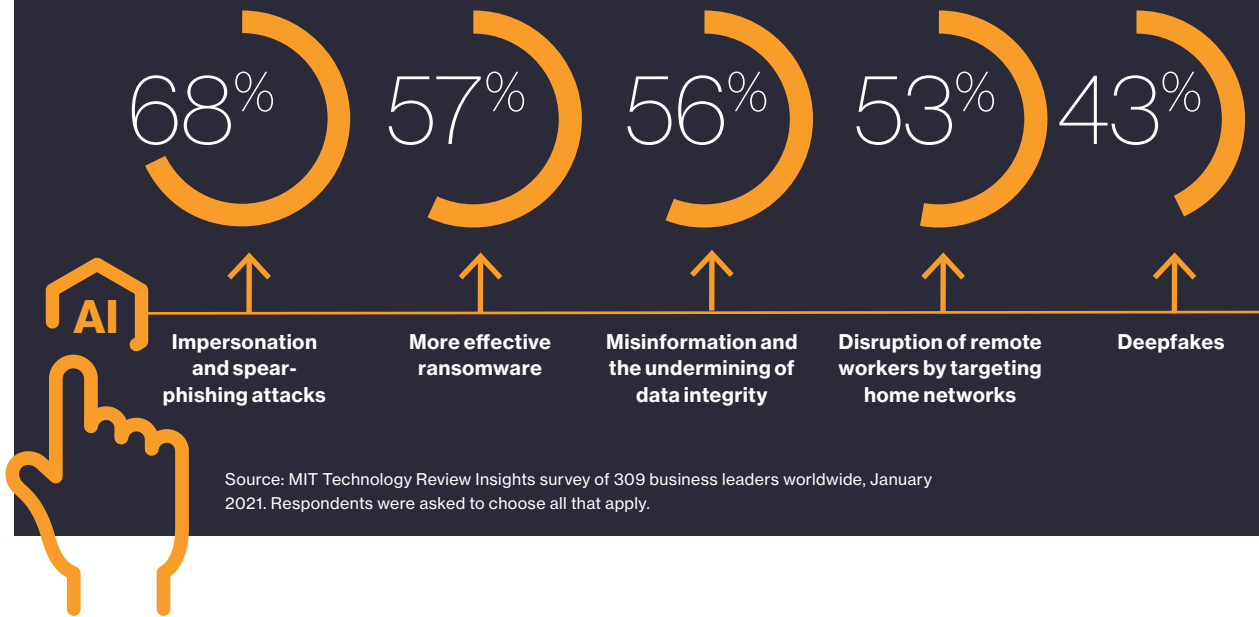 68%
57%
56%
53%
43%
AI
Impersonation
and spear-
phishing attacks
More effective
ransomware
Misinformation and
the undermining of
data integrity
Disruption of remote
workers by targeting
home networks
Deepfakes
Source: MIT Technology Review Insights survey of 309 business leaders worldwide, January
2021. Respondents were asked to choose all that apply.